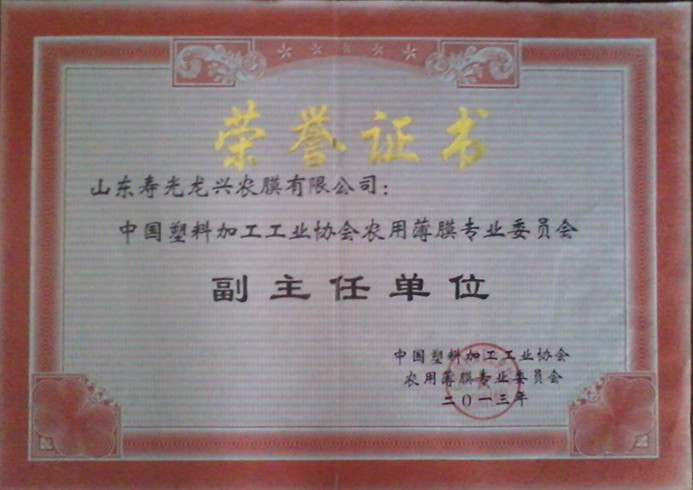 荣誉证书
山东寿光龙兴农膜有限公司：
中国塑料加工工业协会农用薄膜专业委员会
副主任单位
中国塑料加工工业协会
农用薄膜专业委员会
二〇一三年